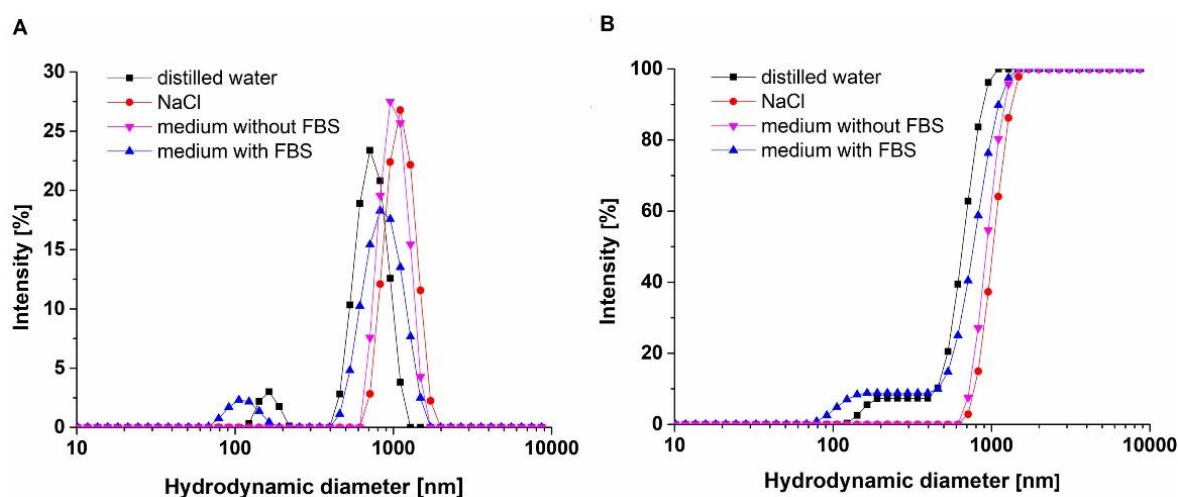 A
30
25
20
15
10
5
0
Intensity [%]
distilled water
NaCl
medium without FBS
medium with FBS
10
100
1000
10000
Hydrodynamic diameter [nm]
B
100
80
60
40
20
0
Intensity [%]
distilled water
NaCl
medium without FBS
medium with FBS
10
100
1000
10000
Hydrodynamic diameter [nm]